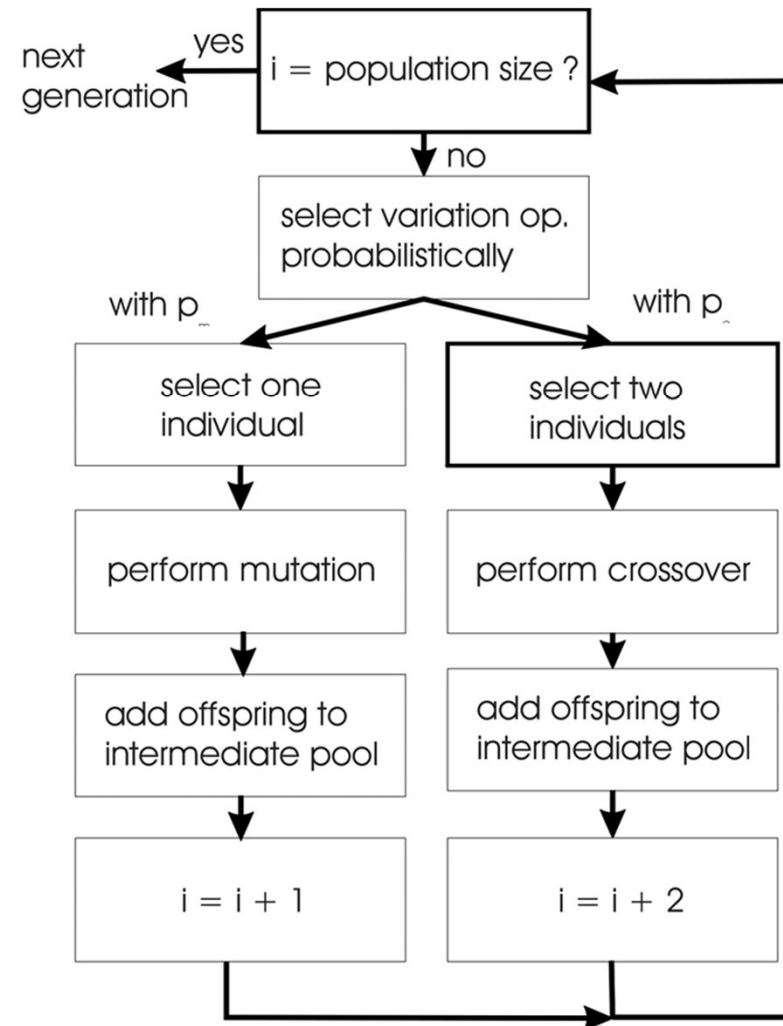 yes
next
generation
i = population size ?
no
select variation op.
probabilistically
with p
with p
select one
individual
select two
individuals
perform mutation
perform crossover
add offspring to
intermediate pool
add offspring to
intermediate pool
i = i + 1
i = i + 2